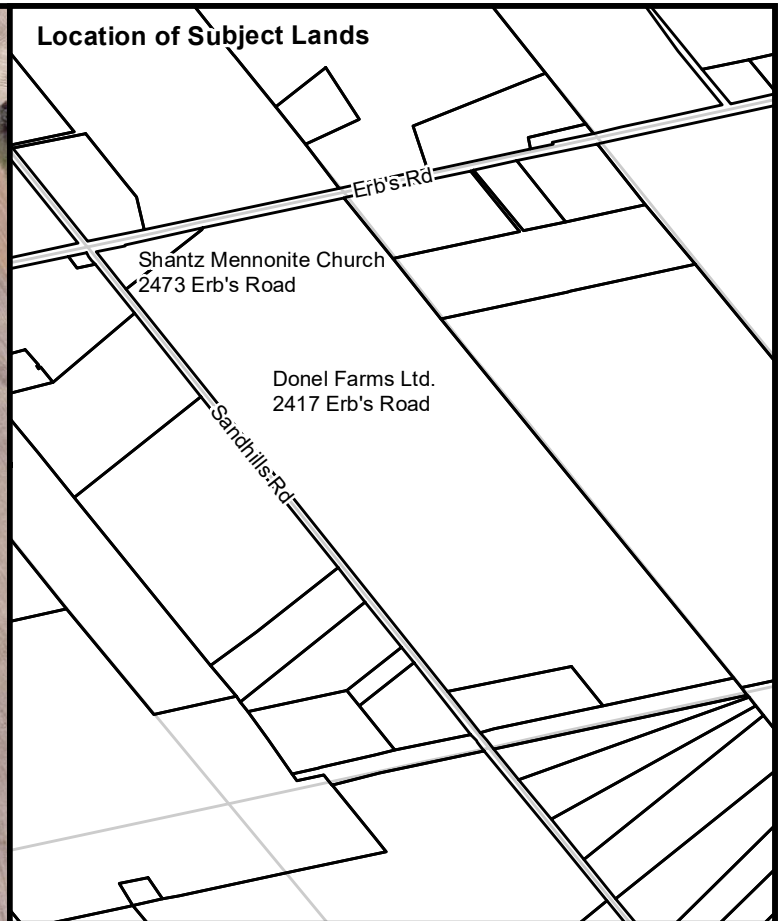 Location of Subject Lands
Erb's Rd
Shantz Mennonite Church
2473 Erb's Road
Donel Farms Ltd.
2417 Erb's Road
Sandhills Rd